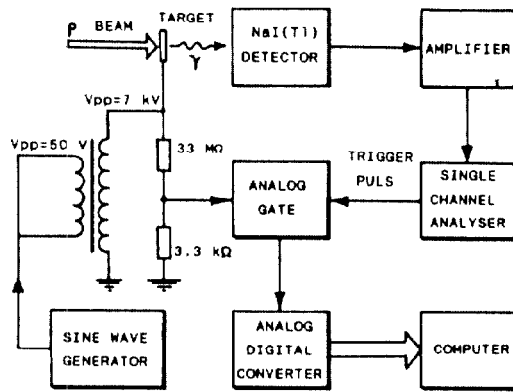 p BEAM
TARGET
γ
NaI(Tl)
DETECTOR
AMPLIFIER
Vpp=7 kV
Vpp=50 V
33 MΩ
3.3 kΩ
ANALOG
GATE
TRIGGER
PULS
SINGLE
CHANNEL
ANALYSER
SINE WAVE
GENERATOR
ANALOG
DIGITAL
CONVERTER
COMPUTER